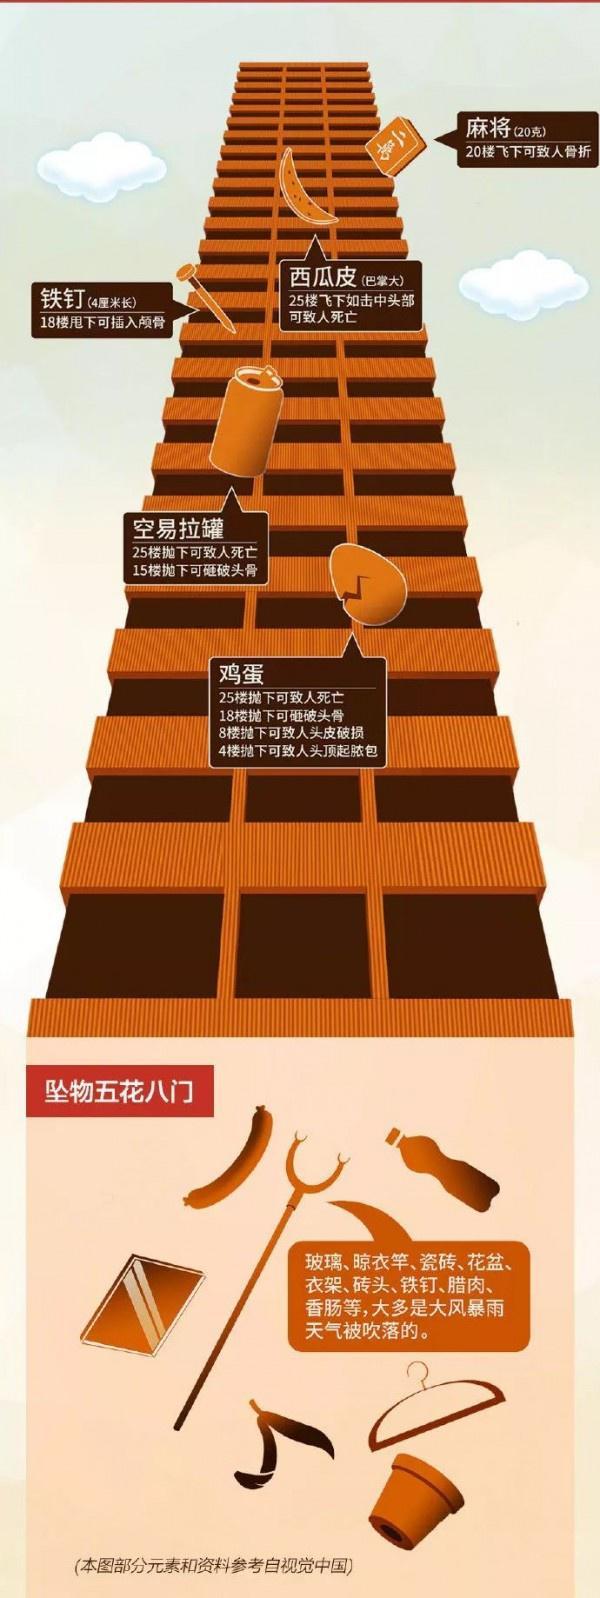 麻将(20克)
20楼飞下可致人骨折
西瓜皮(巴掌大)
25楼飞下如击中头部
可致人死亡
铁钉(4厘米长)
18楼甩下可插入颅骨
空易拉罐
25楼抛下可致人死亡
15楼抛下可砸破头骨
鸡蛋
25楼抛下可致人死亡
18楼抛下可砸破头骨
8楼抛下可致人头皮破损
4楼抛下可致人头顶起脓包
坠物五花八门
玻璃、晾衣竿、瓷砖、花盆、
衣架、砖头、铁钉、腊肉、
香肠等,大多是大风暴雨
天气被吹落的。
(本图部分元素和资料参考自视觉中国)